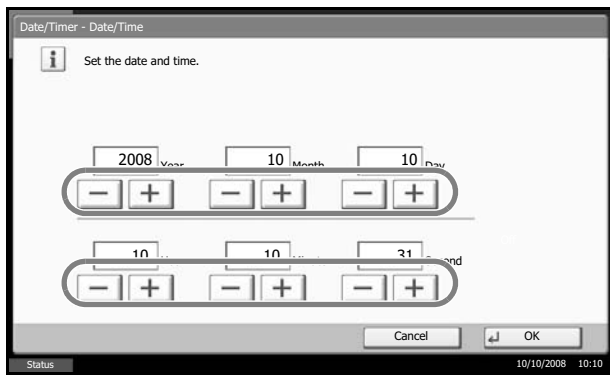 Date/Timer - Date/Time
i Set the date and time.
2008 Year 10 Month 10 Day
− + − + − +
10 10 31 Second
− + − + − +
Cancel OK
Status 10/10/2008 10:10